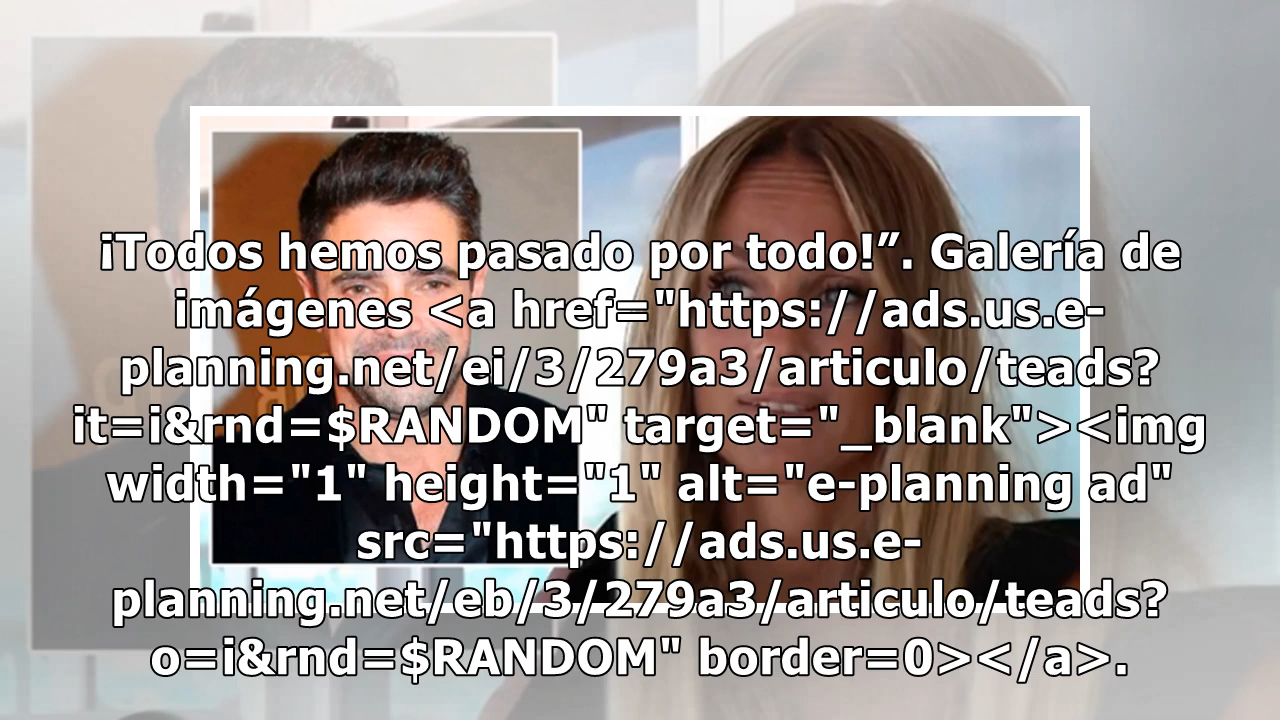 ¡Todos hemos pasado por todo!”. Galería de
imágenes <a href="https://ads.us.e-
planning.net/ei/3/279a3/articulo/teads?
it=i&rnd=$RANDOM" target="_blank"><img
width="1" height="1" alt="e-planning ad"
src="https://ads.us.e-
planning.net/eb/3/279a3/articulo/teads?
o=i&rnd=$RANDOM" border=0></a>.